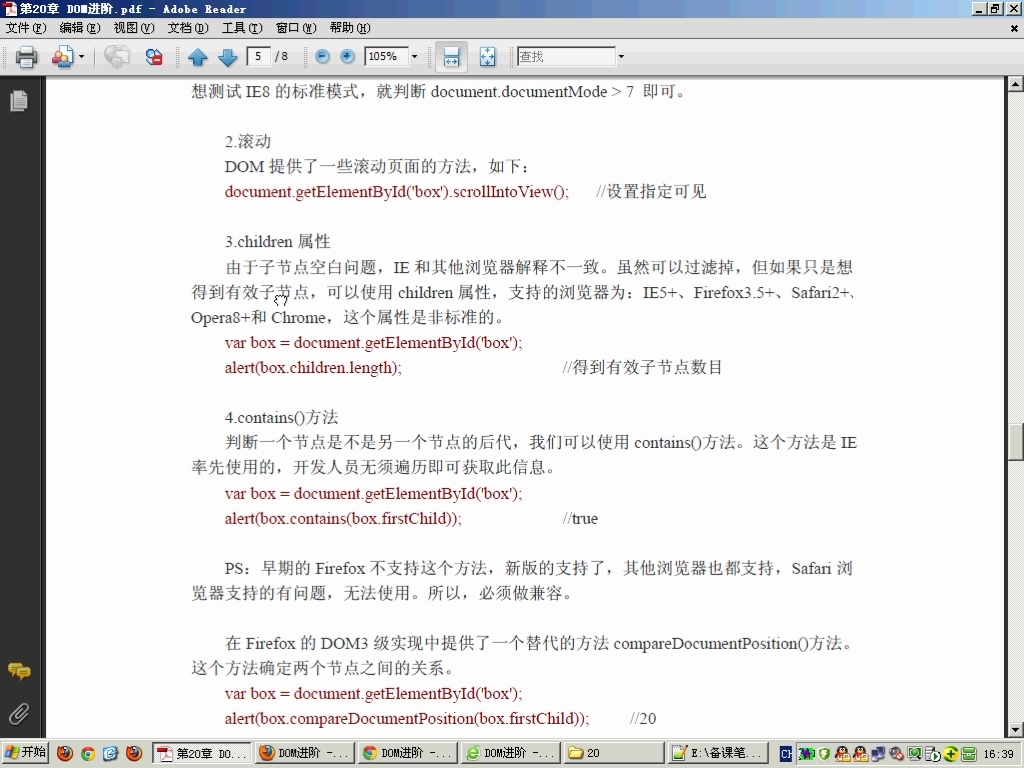 第20章 DOM进阶.pdf - Adobe Reader
文件(F) 编辑(E) 视图(V) 文档(D) 工具(T) 窗口(W) 帮助(H)
5 / 8 105% 查找
想测试 IE8 的标准模式，就判断 document.documentMode > 7 即可。
2.滚动
DOM 提供了一些滚动页面的方法，如下：
document.getElementById('box').scrollIntoView(); //设置指定可见
3.children 属性
由于子节点空白问题，IE 和其他浏览器解释不一致。虽然可以过滤掉，但如果只是想
得到有效子节点，可以使用 children 属性，支持的浏览器为：IE5+、Firefox3.5+、Safari2+、
Opera8+和 Chrome，这个属性是非标准的。
var box = document.getElementById('box');
alert(box.children.length); //得到有效子节点数目
4.contains()方法
判断一个节点是不是另一个节点的后代，我们可以使用 contains()方法。这个方法是 IE
率先使用的，开发人员无须遍历即可获取此信息。
var box = document.getElementById('box');
alert(box.contains(box.firstChild)); //true
PS：早期的 Firefox 不支持这个方法，新版的支持了，其他浏览器也都支持，Safari 浏
览器支持的有问题，无法使用。所以，必须做兼容。
在 Firefox 的 DOM3 级实现中提供了一个替代的方法 compareDocumentPosition()方法。
这个方法确定两个节点之间的关系。
var box = document.getElementById('box');
alert(box.compareDocumentPosition(box.firstChild)); //20
开始 第20章 DO... DOM进阶 -... DOM进阶 -... DOM进阶 -... 20 E:\备课笔... CH 16:39